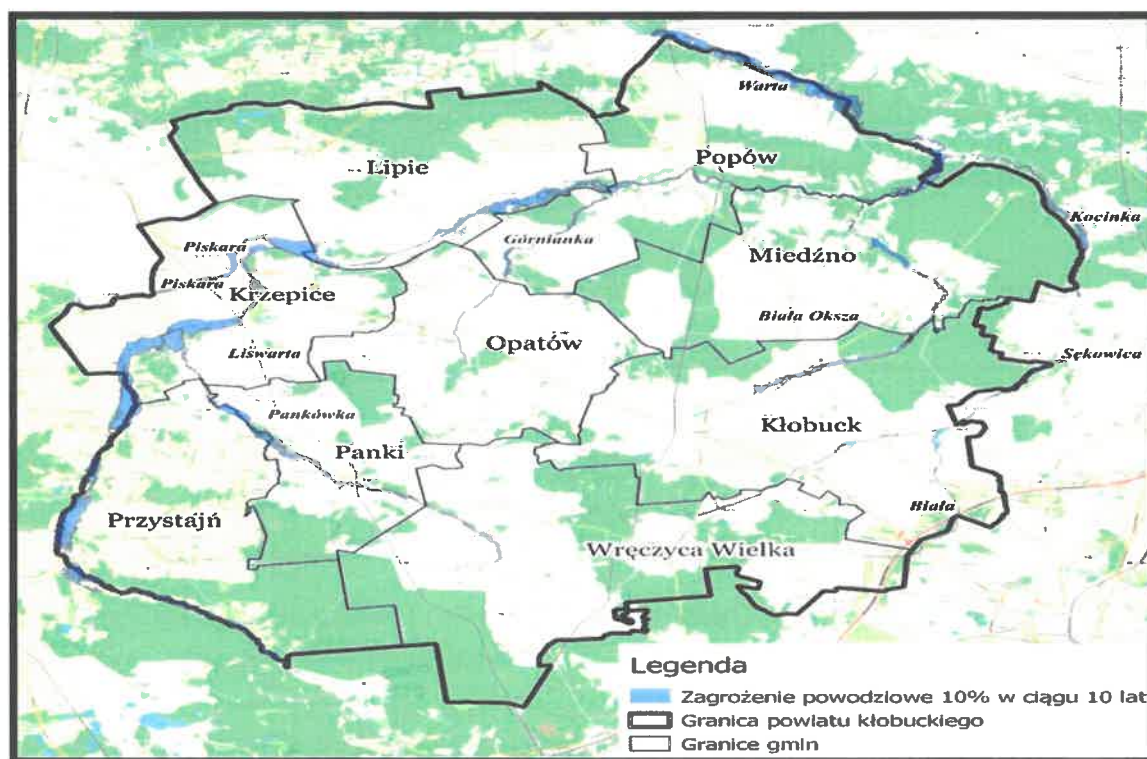 Warta
Popów
Lipie
Kocinka
Górnianka
Piskara
Miedźno
Piskara
Krzepice
Biała Oksza
Opatów
Liswarta
Sękowica
Pankówka
Kłobuck
Panki
Przystajń
Biała
Wręczyca Wielka
Legenda
Zagrożenie powodziowe 10% w ciągu 10 lat
Granica powiatu kłobuckiego
Granice gmin